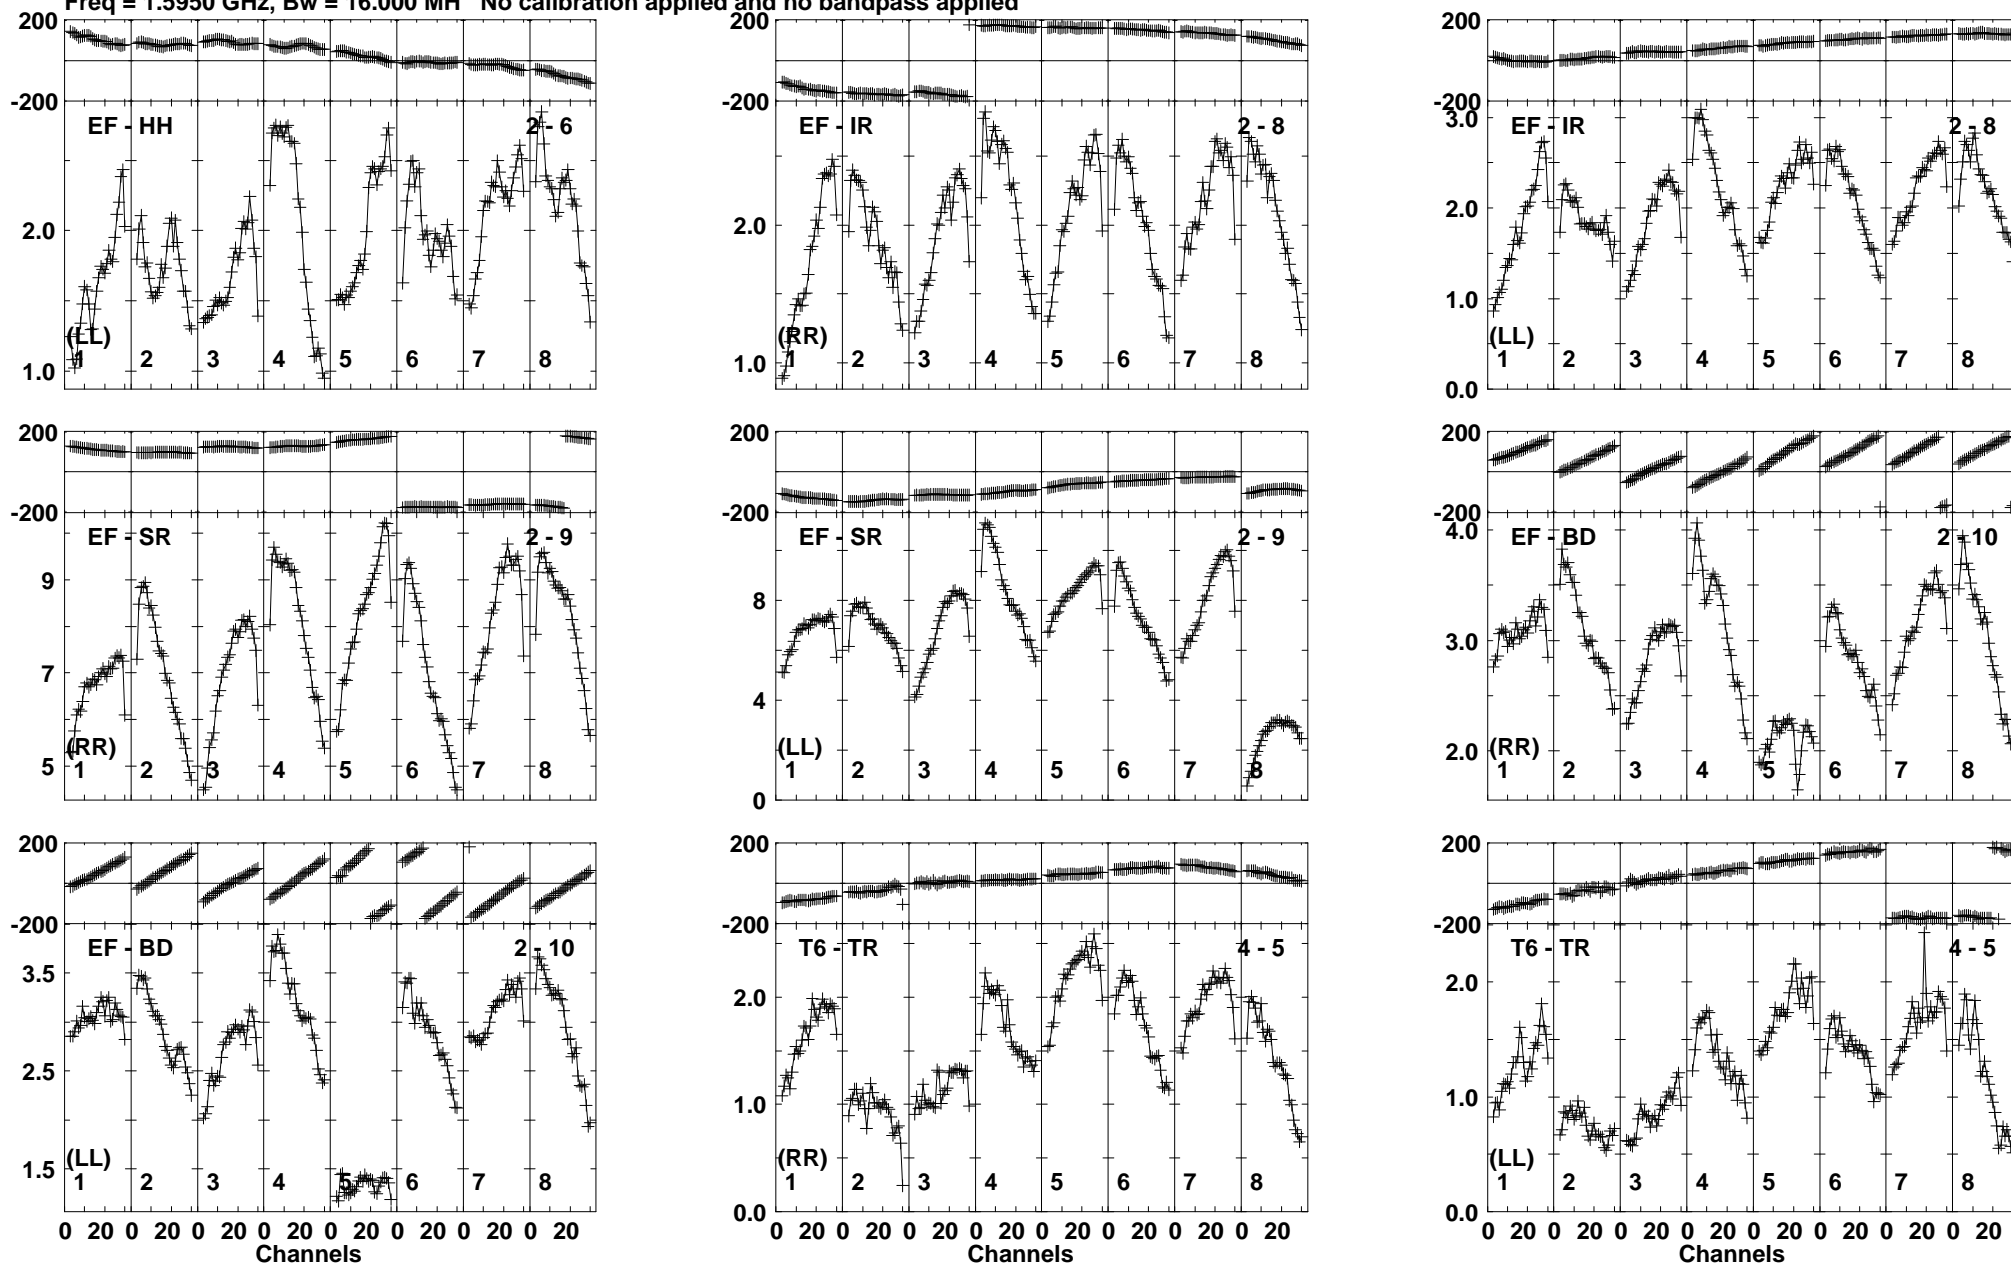 Freq = 1.5950 GHz, Bw = 16.000 MH No calibration applied and no bandpass applied
200 200 200
-200 -200 -200
EF - HH 2 - 6 EF - IR 2 - 8 EF - IR 2 - 8
3.0
2.0 2.0 2.0
1.0
(LL) (RR) (LL)
1 2 3 4 5 6 7 8 1 2 3 4 5 6 7 8 1 2 3 4 5 6 7 8
1.0 1.0 0.0
200 200 200
-200 -200 -200
EF - SR 2 - 9 EF - SR 2 - 9 EF - BD 2 - 10
4.0
9 8 3.0
7 4 2.0
(RR) (LL) (RR)
1 2 3 4 5 6 7 8 1 2 3 4 5 6 7 8 1 2 3 4 5 6 7 8
5 0
200 200 200
-200 -200 -200
EF - BD 2 - 10 T6 - TR 4 - 5 T6 - TR 4 - 5
3.5 2.0 2.0
2.5 1.0 1.0
1.5
(LL) (RR) (LL)
1 2 3 4 5 6 7 8 1 2 3 4 5 6 7 8 1 2 3 4 5 6 7 8
0.0 0.0
0 20 0 20 0 20 0 20 0 20 0 20 0 20 0 20 0 20 0 20 0 20 0 20 0 20 0 20 0 20 0 20 0 20 0 20 0 20 0 20 0 20 0 20 0 20 0 20
Channels Channels Channels